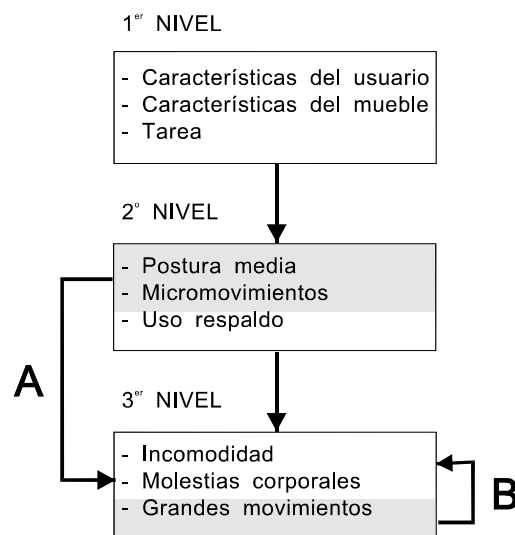 1er NIVEL
- Características del usuario
- Características del mueble
- Tarea
2º NIVEL
- Postura media
- Micromovimientos
- Uso respaldo
A
3er NIVEL
- Incomodidad
- Molestias corporales
- Grandes movimientos
B